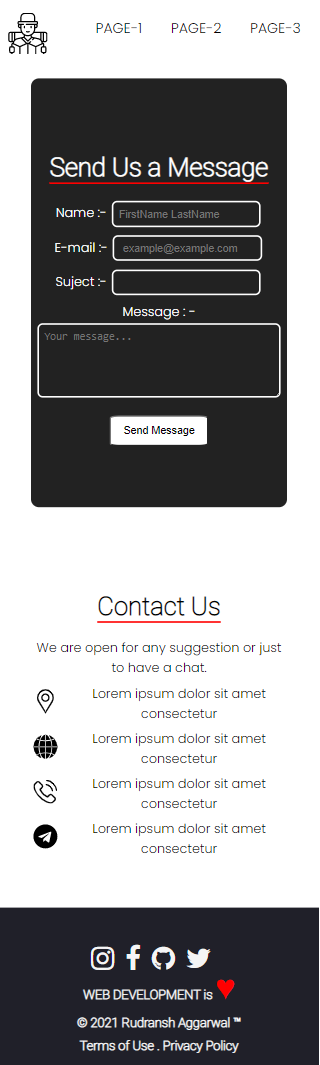 PAGE-1 PAGE-2 PAGE-3
Send Us a Message
Name :- FirstName LastName
E-mail :- example@example.com
Suject :-
Message : -
Your message...
Send Message
Contact Us
We are open for any suggestion or just
to have a chat.
Lorem ipsum dolor sit amet
consectetur
Lorem ipsum dolor sit amet
consectetur
Lorem ipsum dolor sit amet
consectetur
Lorem ipsum dolor sit amet
consectetur
WEB DEVELOPMENT is ♥
© 2021 Rudransh Aggarwal ™
Terms of Use . Privacy Policy